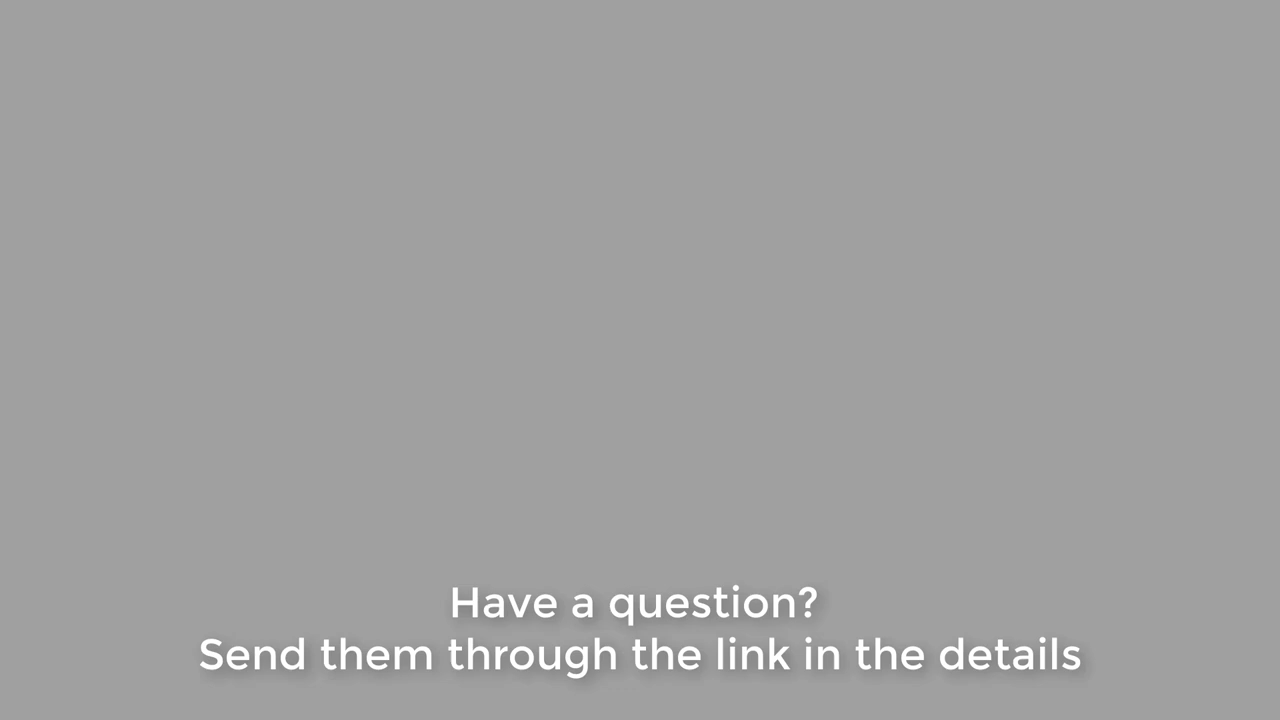 Have a question?
Send them through the link in the details